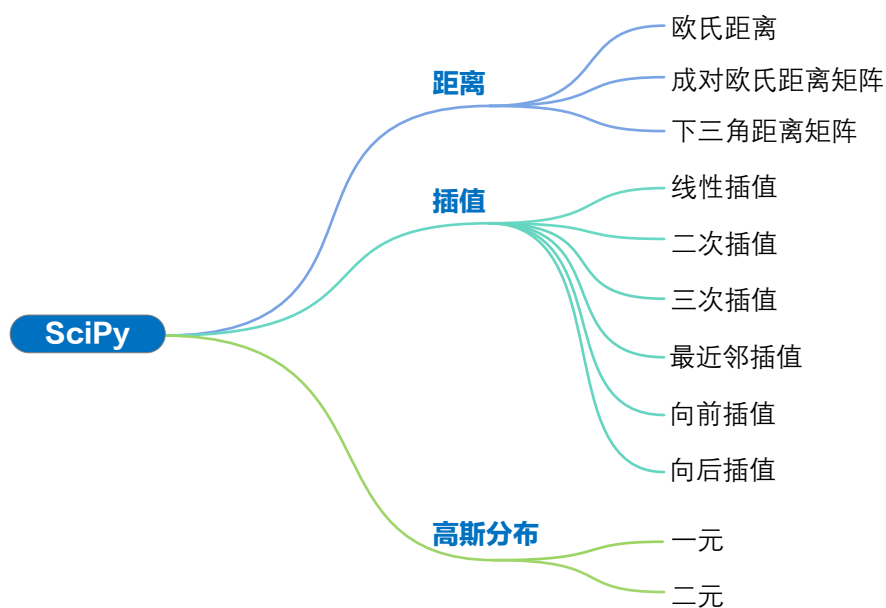 SciPy
距离
欧氏距离
成对欧氏距离矩阵
下三角距离矩阵
插值
线性插值
二次插值
三次插值
最近邻插值
向前插值
向后插值
高斯分布
一元
二元